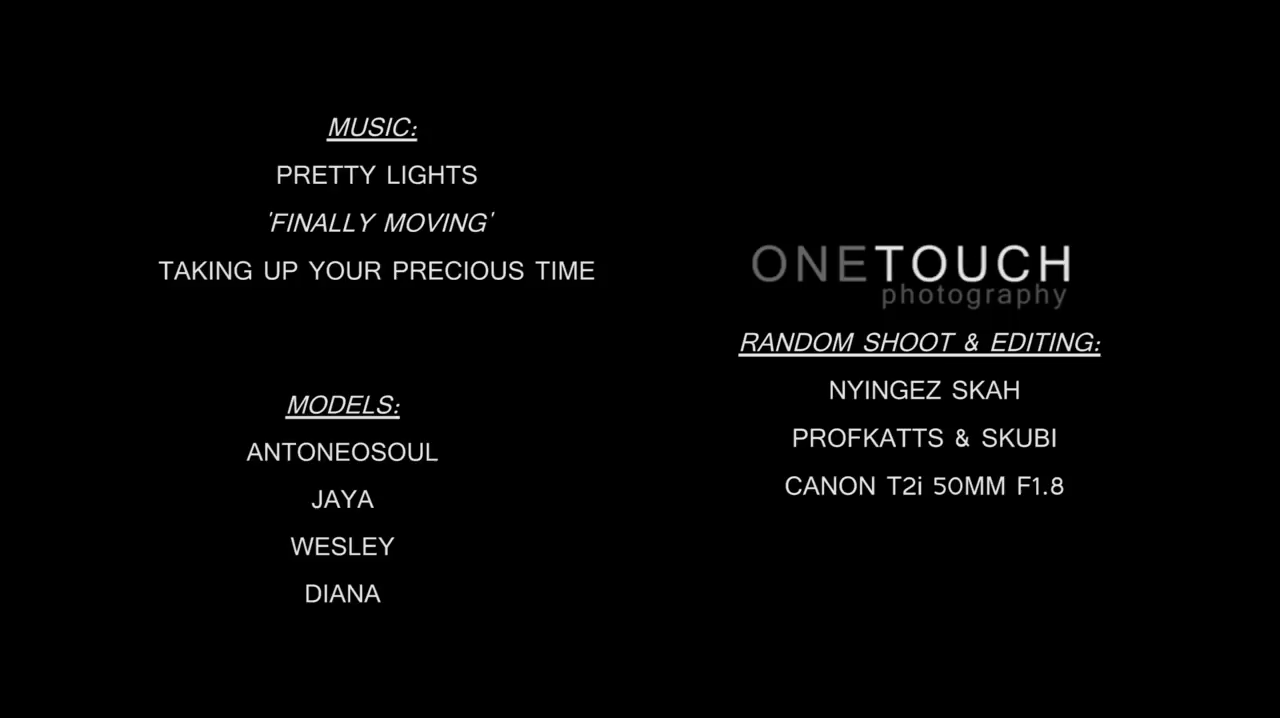 MUSIC:
PRETTY LIGHTS
'FINALLY MOVING'
TAKING UP YOUR PRECIOUS TIME
MODELS:
ANTONEOSOUL
JAYA
WESLEY
DIANA
ONETOUCH
photography
RANDOM SHOOT & EDITING:
NYINGEZ SKAH
PROFKATTS & SKUBI
CANON T2i 50MM F1.8